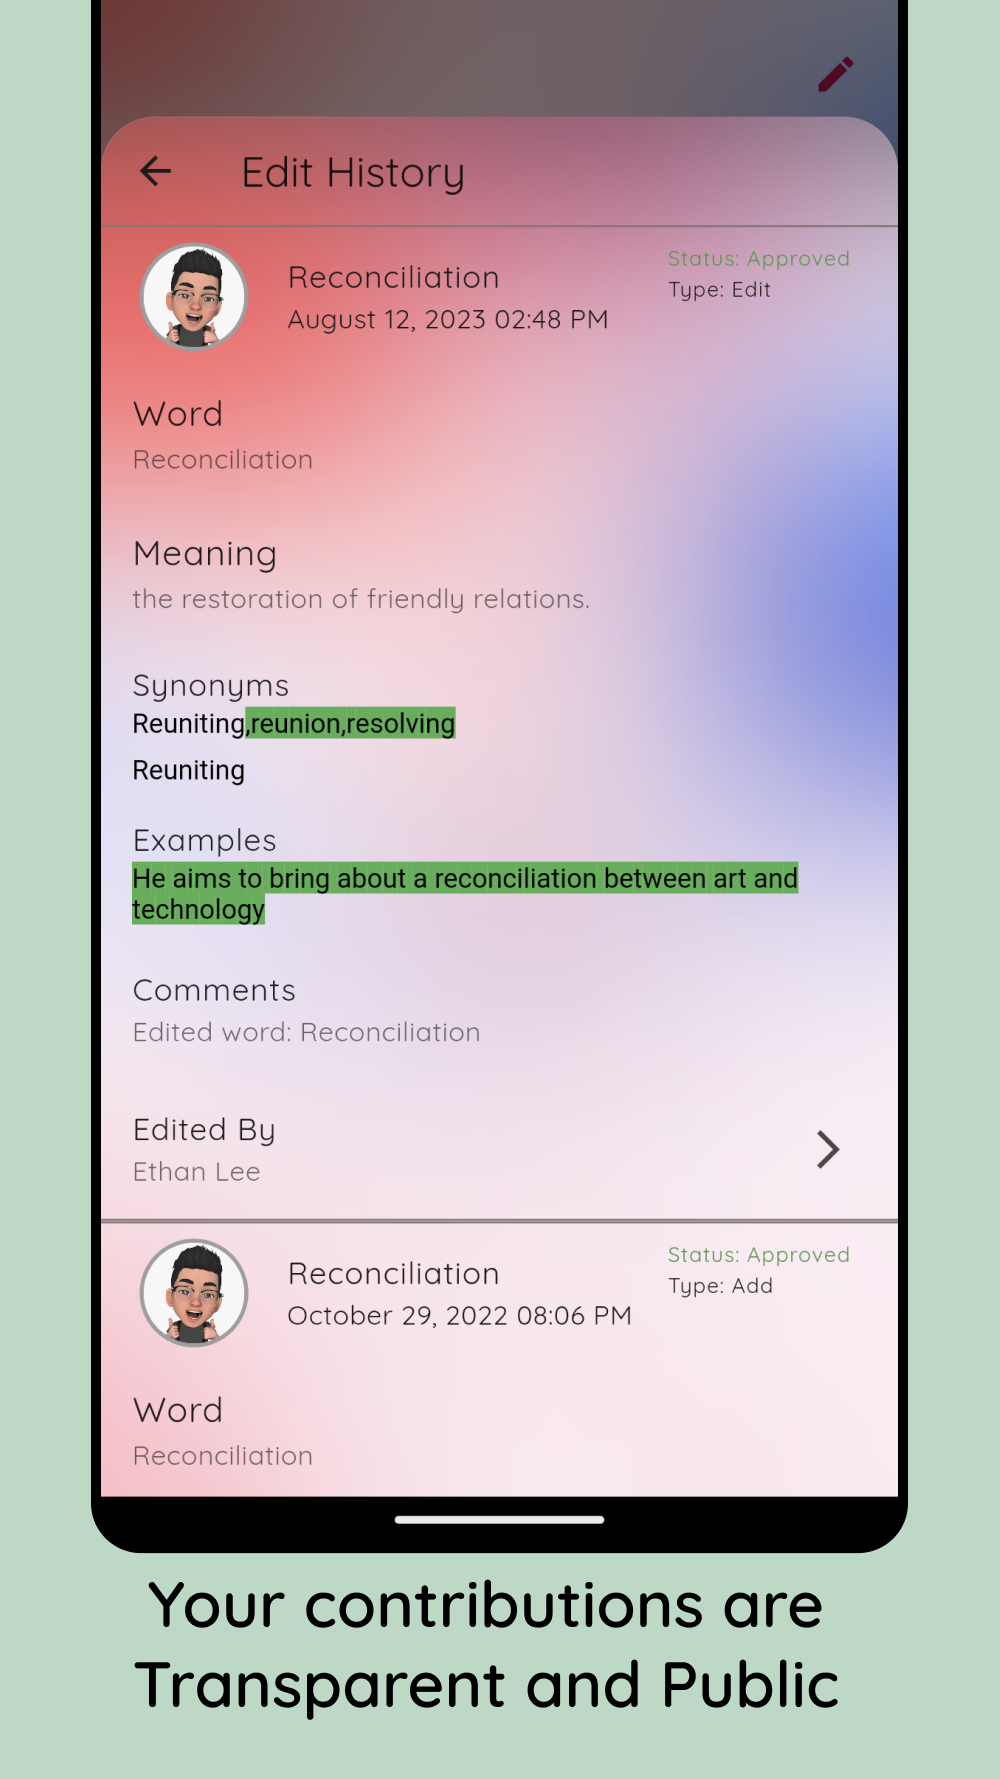 Edit History
Reconciliation
August 12, 2023 02:48 PM
Status: Approved
Type: Edit
Word
Reconciliation
Meaning
the restoration of friendly relations.
Synonyms
Reuniting,reunion,resolving
Reuniting
Examples
He aims to bring about a reconciliation between art and
technology
Comments
Edited word: Reconciliation
Edited By
Ethan Lee
Reconciliation
October 29, 2022 08:06 PM
Status: Approved
Type: Add
Word
Reconciliation
Your contributions are
Transparent and Public